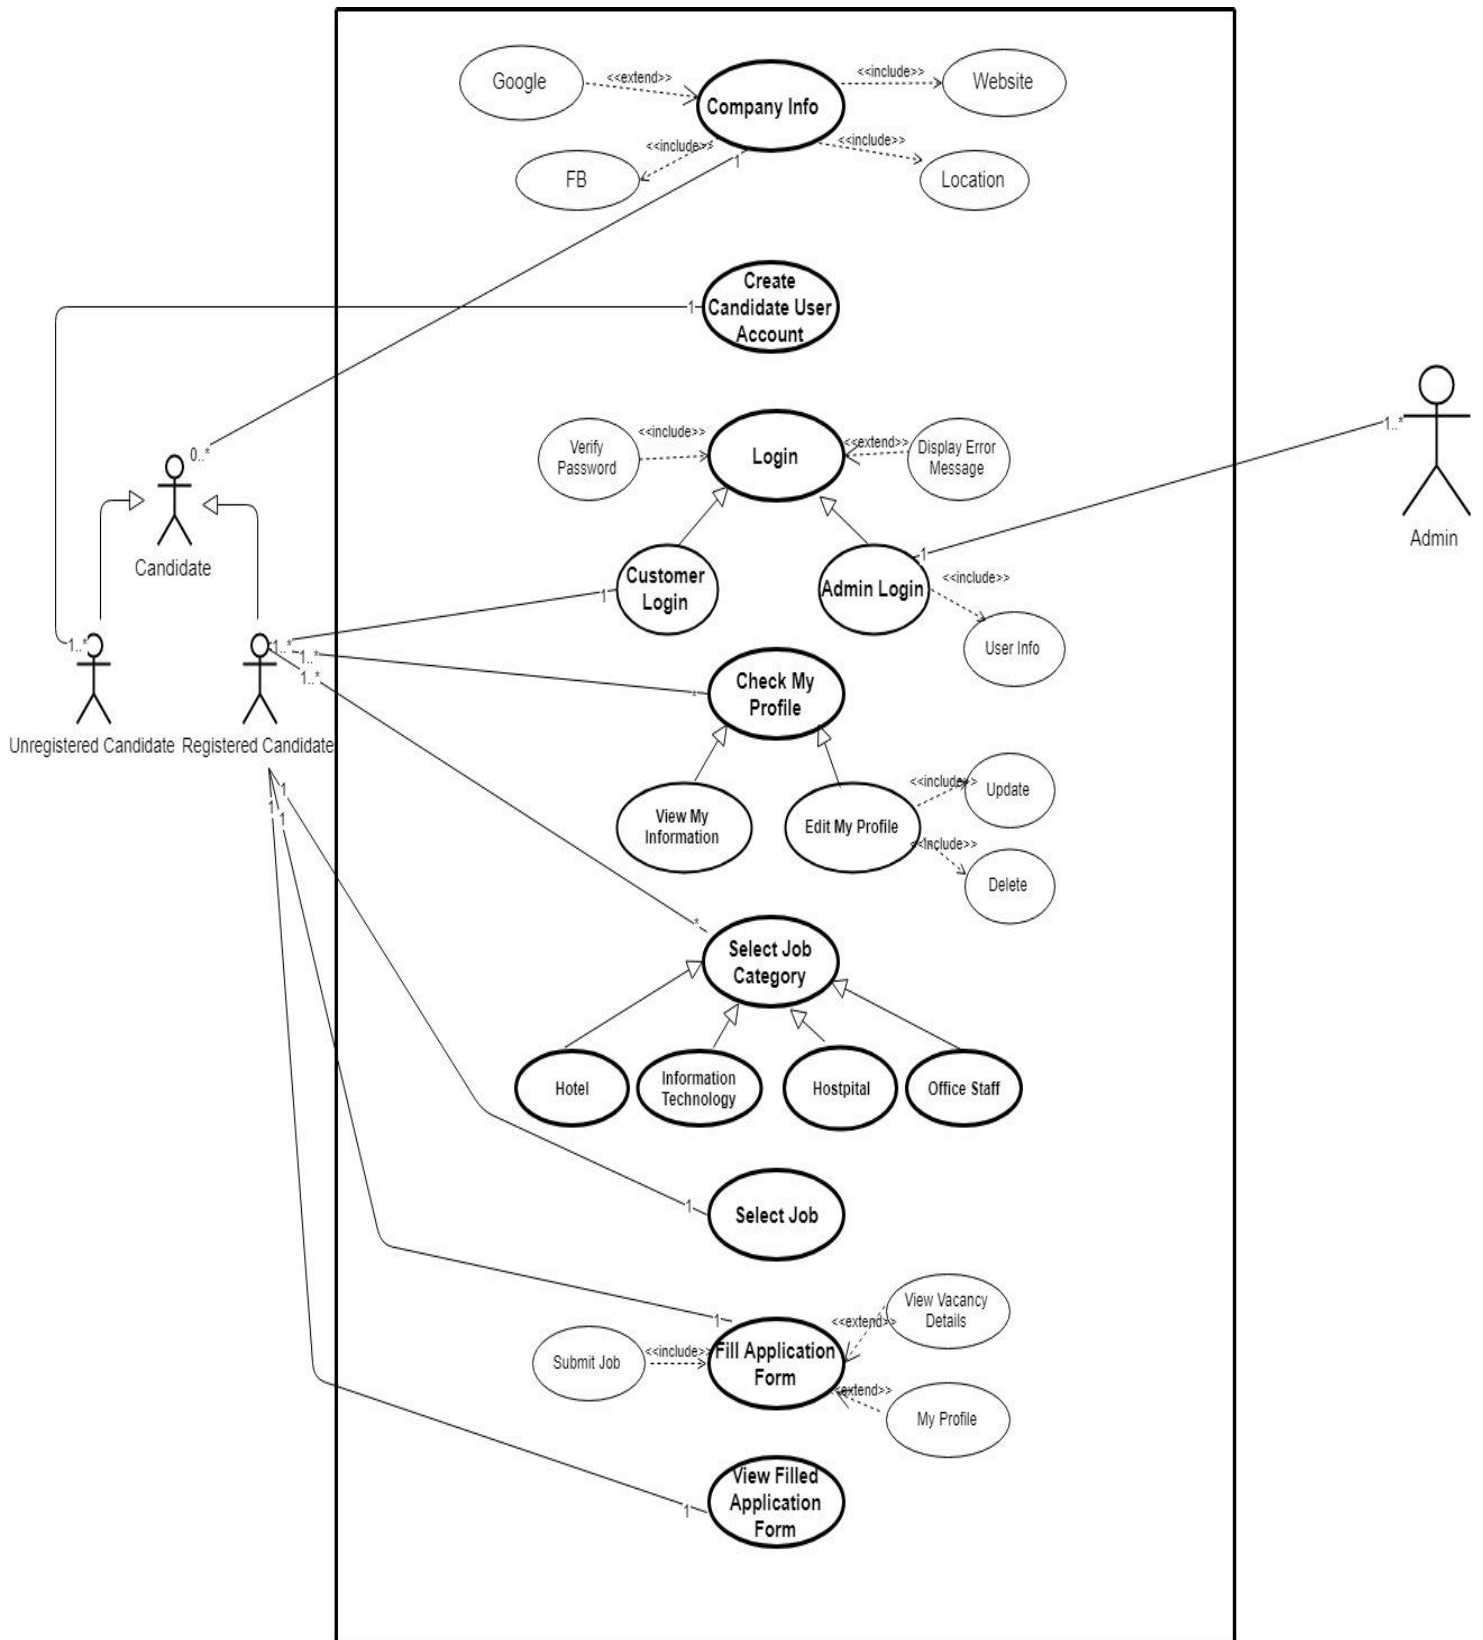 Google
<<extend>>
Company Info
<<include>>
Website
FB
<<include>>
1
<<include>>
Location
Create
Candidate User
Account
1
Verify
Password
<<include>>
Login
<<extend>>
Display Error
Message
1..*
Admin
0..*
Candidate
Customer
Login
1
Admin Login
1
<<include>>
User Info
1..*
Unregistered Candidate
1..*
1..*
1..*
Registered Candidate
*
Check My
Profile
View My
Information
Edit My Profile
<<include>>
Update
<<Include>>
Delete
1
1
1
*
Select Job
Category
Hotel
Information
Technology
Hostpital
Office Staff
1
Select Job
1
Submit Job
<<include>>
Fill Application
Form
<<extend>>
View Vacancy
Details
<<extend>>
My Profile
1
View Filled
Application
Form